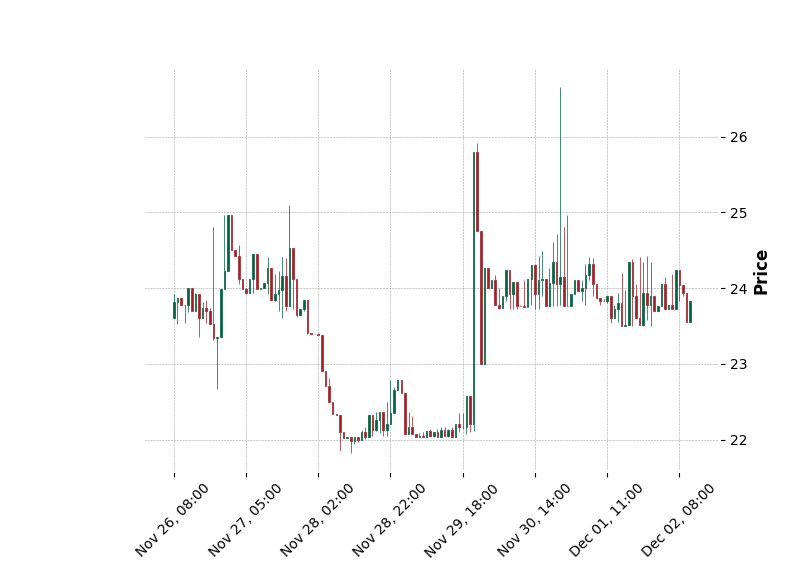 26
25
24
23
22
Price
Nov 26, 08:00
Nov 27, 05:00
Nov 28, 02:00
Nov 28, 22:00
Nov 29, 18:00
Nov 30, 14:00
Dec 01, 11:00
Dec 02, 08:00